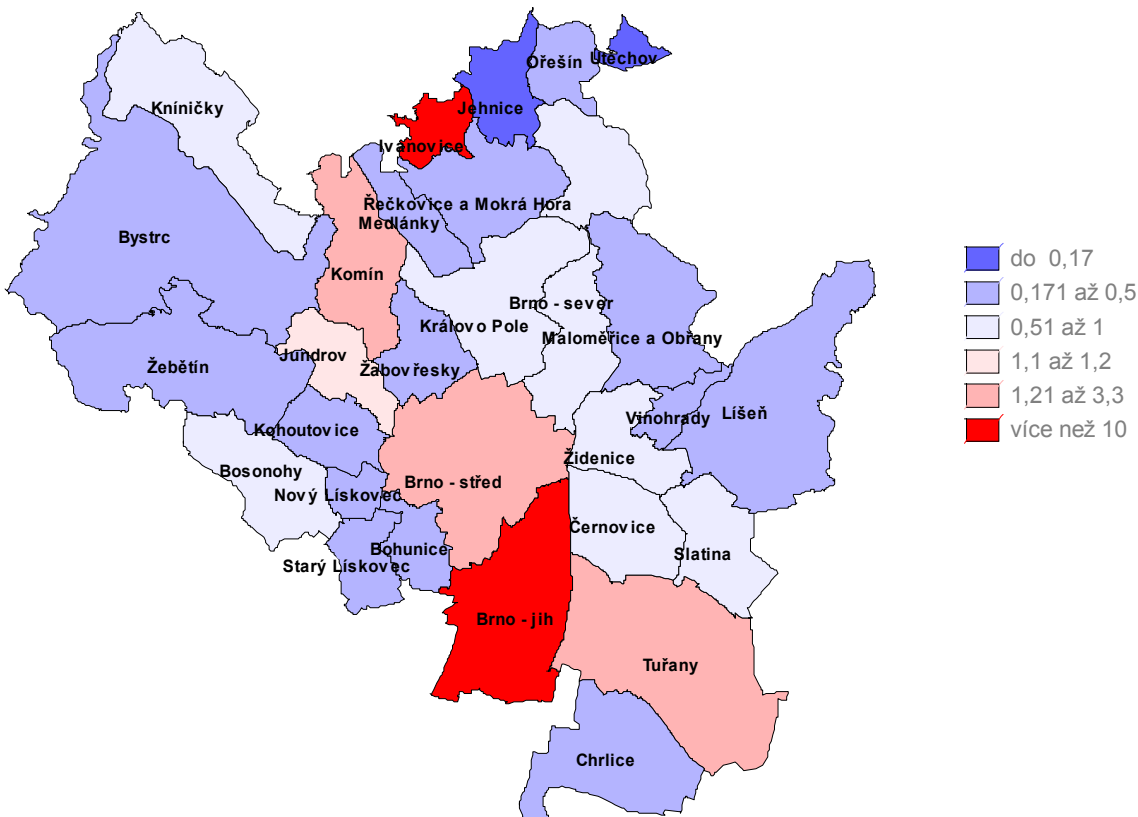 Ořešín
Útěchov
Kníničky
Jehnice
Ivanovice
Řečkovice a Mokrá Hora
Medlánky
Bystrc
Komín
Brno - sever
Královo Pole
Maloměřice a Obřany
Jundrov
Žebětín
Žabovřesky
Vinohrady
Líšeň
Kohoutovice
Židenice
Bosonohy
Brno - střed
Nový Lískovec
Černovice
Bohunice
Slatina
Starý Lískovec
Brno - jih
Tuřany
Chrlice
do 0,17
0,171 až 0,5
0,51 až 1
1,1 až 1,2
1,21 až 3,3
více než 10